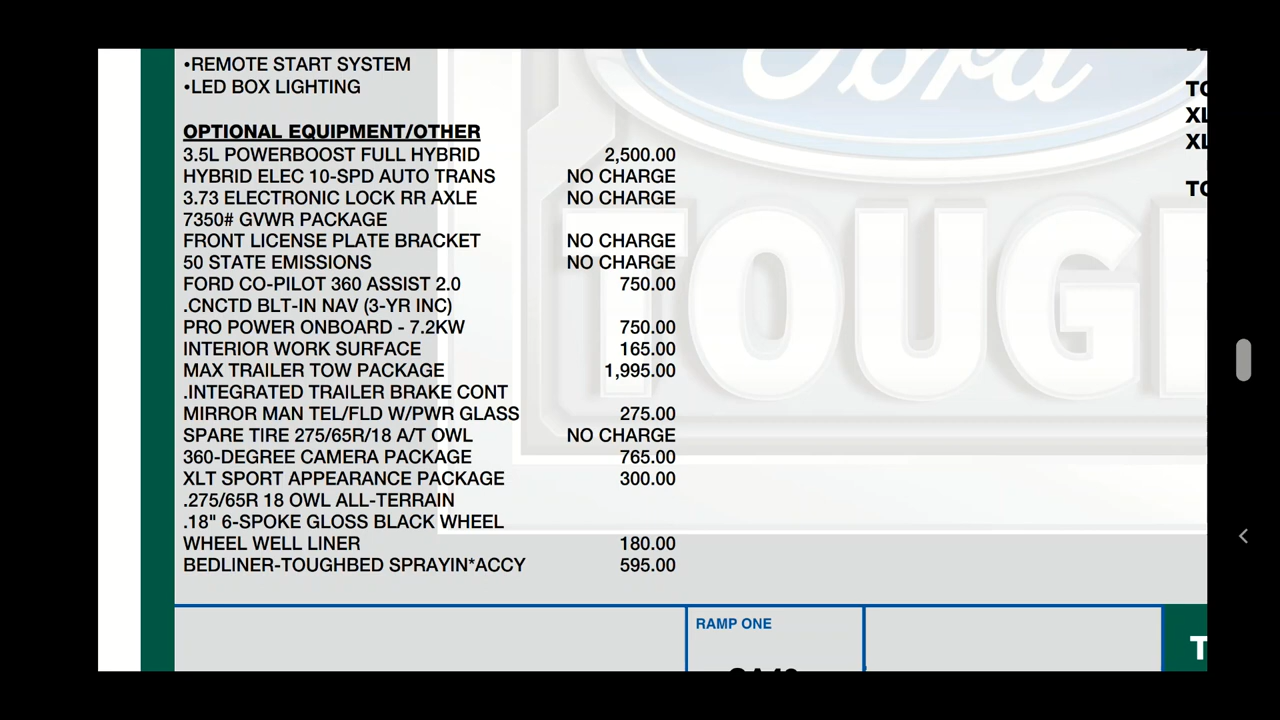 •REMOTE START SYSTEM
•LED BOX LIGHTING
Ford
OPTIONAL EQUIPMENT/OTHER
3.5L POWERBOOST FULL HYBRID 2,500.00
HYBRID ELEC 10-SPD AUTO TRANS NO CHARGE
3.73 ELECTRONIC LOCK RR AXLE NO CHARGE
7350# GVWR PACKAGE
FRONT LICENSE PLATE BRACKET NO CHARGE
50 STATE EMISSIONS NO CHARGE
FORD CO-PILOT 360 ASSIST 2.0 750.00
.CNCTD BLT-IN NAV (3-YR INC)
PRO POWER ONBOARD - 7.2KW 750.00
INTERIOR WORK SURFACE 165.00
MAX TRAILER TOW PACKAGE 1,995.00
.INTEGRATED TRAILER BRAKE CONT
MIRROR MAN TEL/FLD W/PWR GLASS 275.00
SPARE TIRE 275/65R/18 A/T OWL NO CHARGE
360-DEGREE CAMERA PACKAGE 765.00
XLT SPORT APPEARANCE PACKAGE 300.00
.275/65R 18 OWL ALL-TERRAIN
.18" 6-SPOKE GLOSS BLACK WHEEL
WHEEL WELL LINER 180.00
BEDLINER-TOUGHBED SPRAYIN*ACCY 595.00
TOUG
TO
XL
XL
TO
RAMP ONE
T